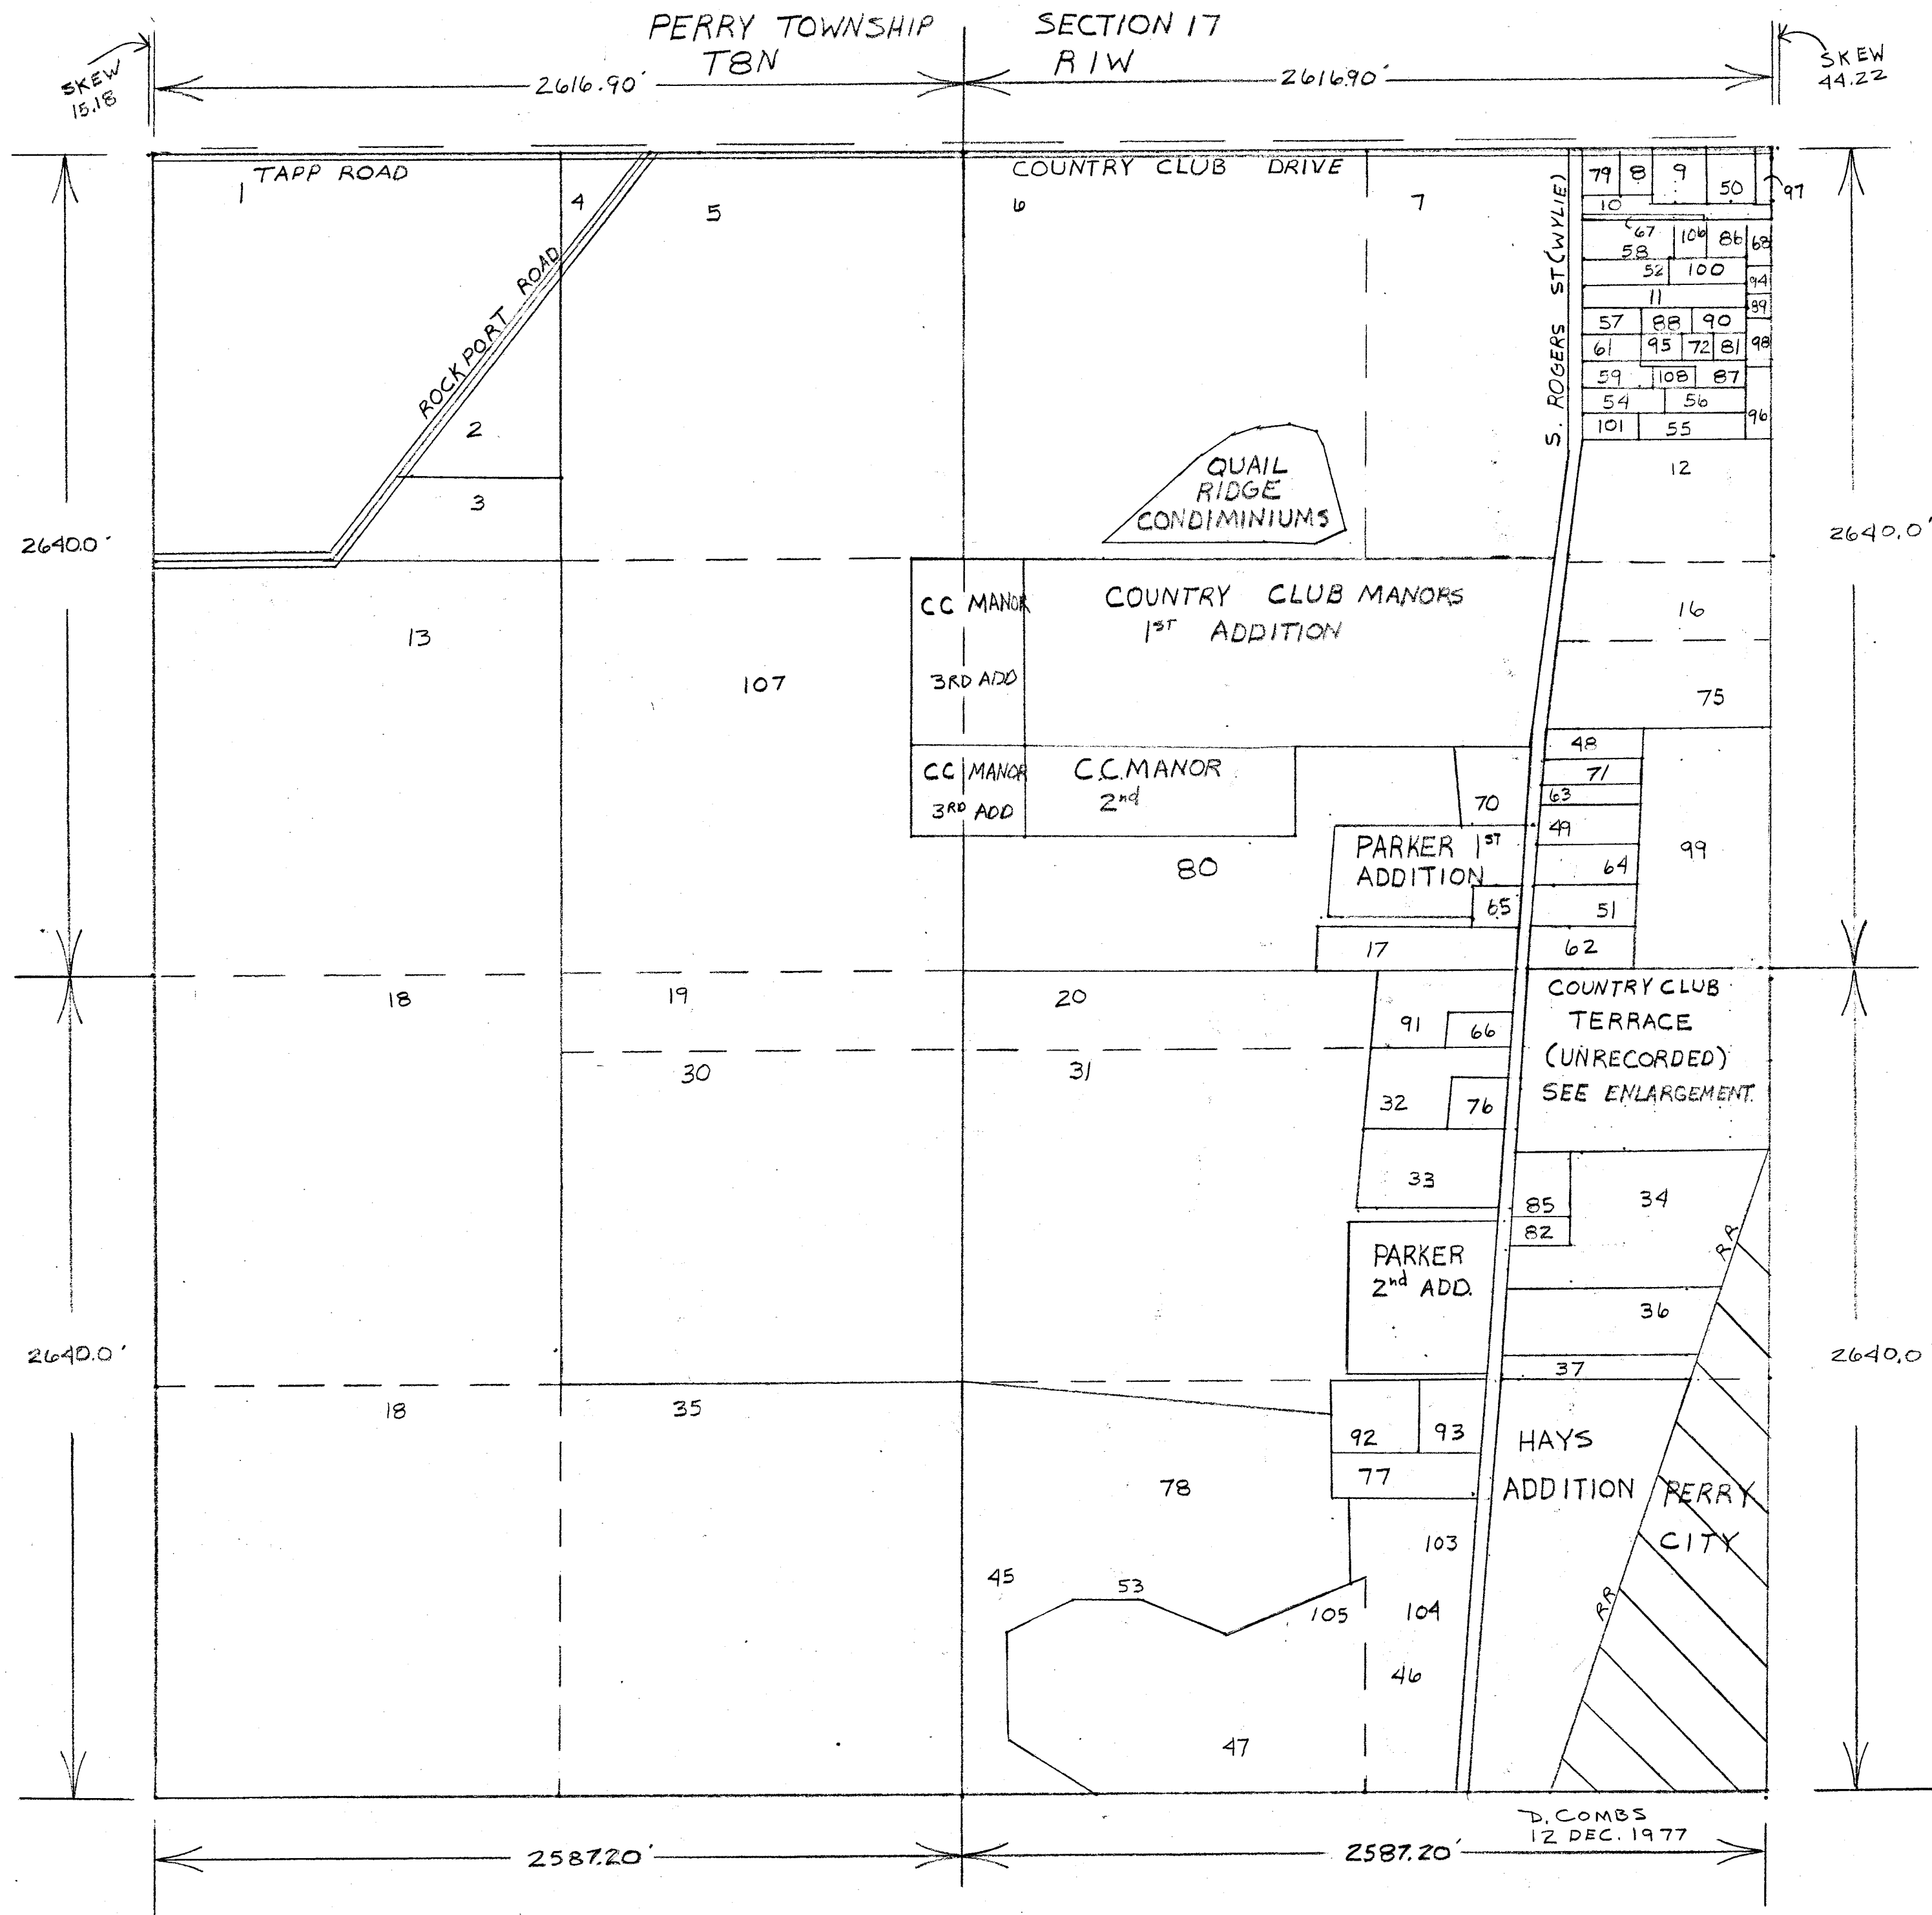 PERRY TOWNSHIP SECTION 17
T8N R1W
SKEW
15.18
2616.90'
261690'
SKEW
44.22
TAPP ROAD
COUNTRY CLUB DRIVE
1
4
5
6
7
79
8
9
50
97
10
67
106
86
68
58
52
100
94
11
89
57
88
90
61
95
72
81
98
59
108
87
54
56
96
101
55
S. ROGERS ST (WYLIE)
ROCKPORT ROAD
2
3
12
QUAIL
RIDGE
CONDIMINIUMS
2640.0'
2640.0'
13
107
CC MANOR
3RD ADD
COUNTRY CLUB MANORS
1ST ADDITION
16
75
CC MANOR
3RD ADD
C.C. MANOR
2nd
70
48
71
63
49
64
51
62
99
80
PARKER 1ST
ADDITION
65
17
18
19
20
COUNTRY CLUB
TERRACE
(UNRECORDED)
SEE ENLARGEMENT.
91
66
30
31
32
76
33
85
82
34
RR
PARKER
2nd ADD.
36
37
2640.0'
2640.0
18
35
92
93
77
78
HAYS
ADDITION
PERRY
CITY
103
45
53
105
104
RR
46
47
D. COMBS
12 DEC. 1977
2587.20'
2587.20'